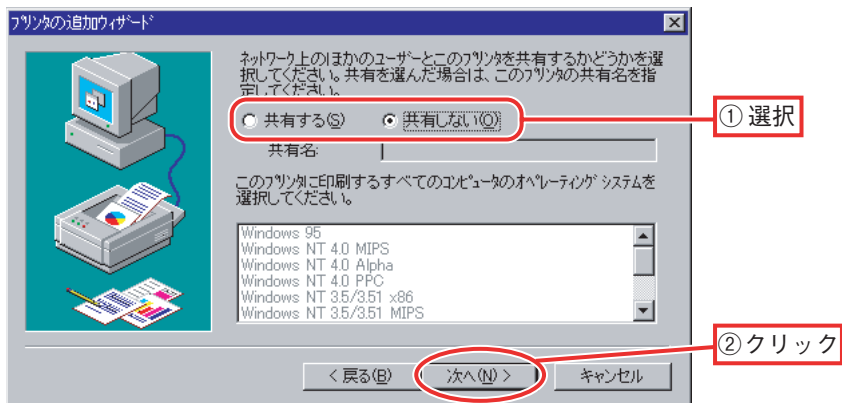 プリンタの追加ウィザード
ネットワーク上のほかのユーザーとこのプリンタを共有するかどうかを選
択してください。共有を選んだ場合は、このプリンタの共有名を指
定してください。
共有する(S) 共有しない(O)
① 選択
共有名:
このプリンタに印刷するすべてのコンピュータのオペレーティング システムを
選択してください。
Windows 95
Windows NT 4.0 MIPS
Windows NT 4.0 Alpha
Windows NT 4.0 PPC
Windows NT 3.5/3.51 x86
Windows NT 3.5/3.51 MIPS
②クリック
< 戻る(B) 次へ(N) > キャンセル